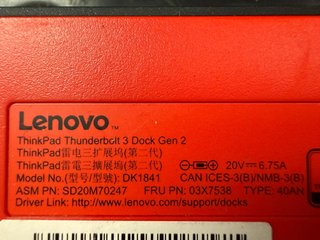 Lenovo™
ThinkPad Thunderbolt 3 Dock Gen 2
ThinkPad雷电三扩展坞(第二代)
ThinkPad雷電三擴展塢(第二代) 20V⎓6.75A
Model No.(型号/型號): DK1841 CAN ICES-3(B)/NMB-3(B)
ASM PN: SD20M70247 FRU PN: 03X7538 TYPE: 40AN
Driver Link: http://www.lenovo.com/support/docks